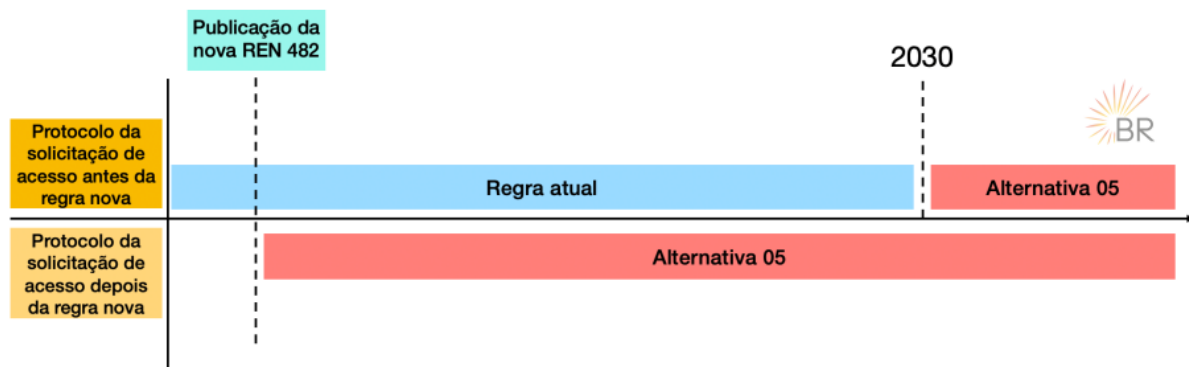 Publicação da
nova REN 482
2030
BR
Protocolo da
solicitação de
acesso antes da
regra nova
Regra atual
Alternativa 05
Protocolo da
solicitação de
acesso depois
da regra nova
Alternativa 05